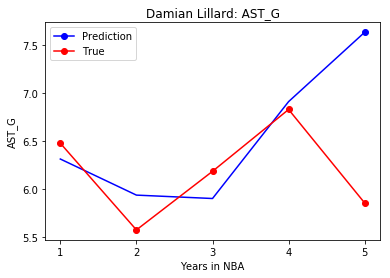 Damian Lillard: AST_G
Prediction
True
7.5
7.0
6.5
6.0
5.5
AST_G
1
2
3
4
5
Years in NBA